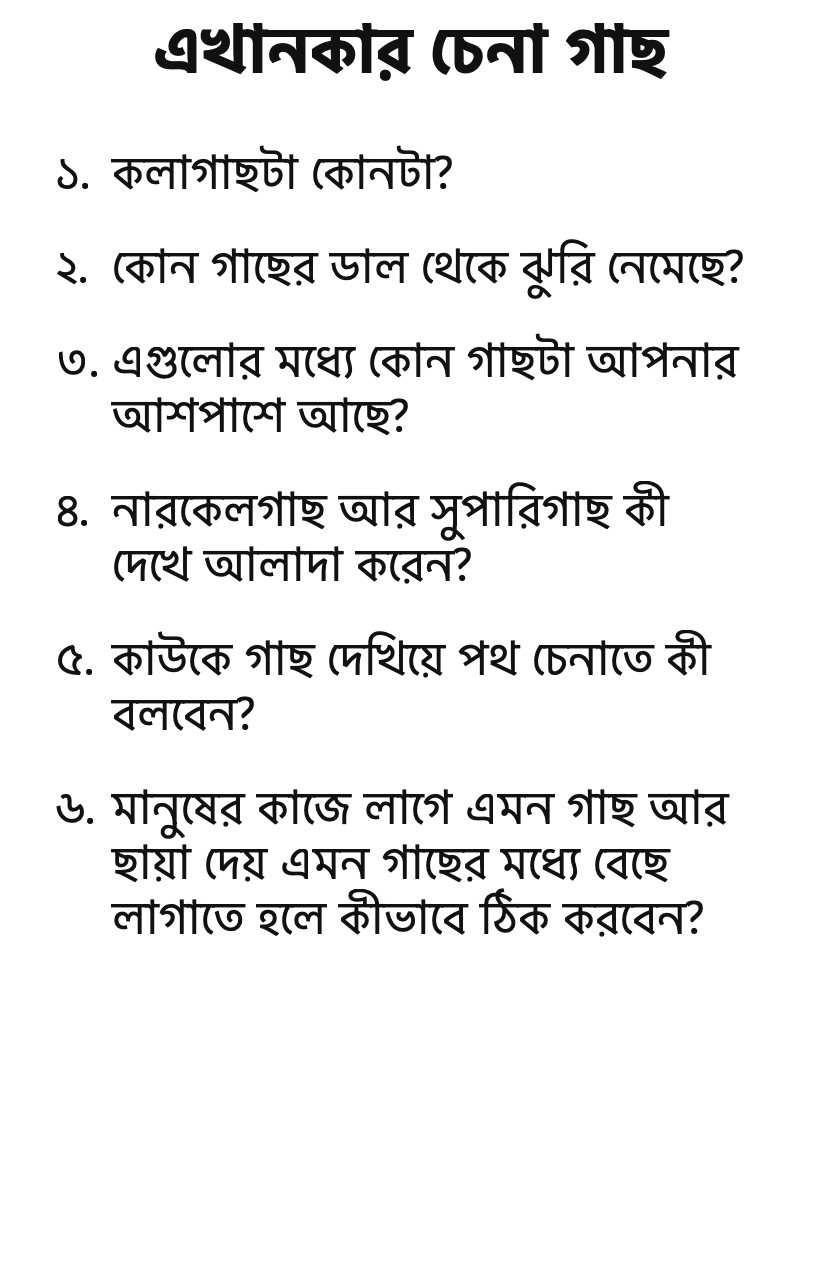 এখানকার চেনা গাছ
১. কলাগাছটা কোনটা?
২. কোন গাছের ডাল থেকে ঝুরি নেমেছে?
৩. এগুলোর মধ্যে কোন গাছটা আপনার
আশপাশে আছে?
৪. নারকেলগাছ আর সুপারিগাছ কী
দেখে আলাদা করেন?
৫. কাউকে গাছ দেখিয়ে পথ চেনাতে কী
বলবেন?
৬. মানুষের কাজে লাগে এমন গাছ আর
ছায়া দেয় এমন গাছের মধ্যে বেছে
লাগাতে হলে কীভাবে ঠিক করবেন?